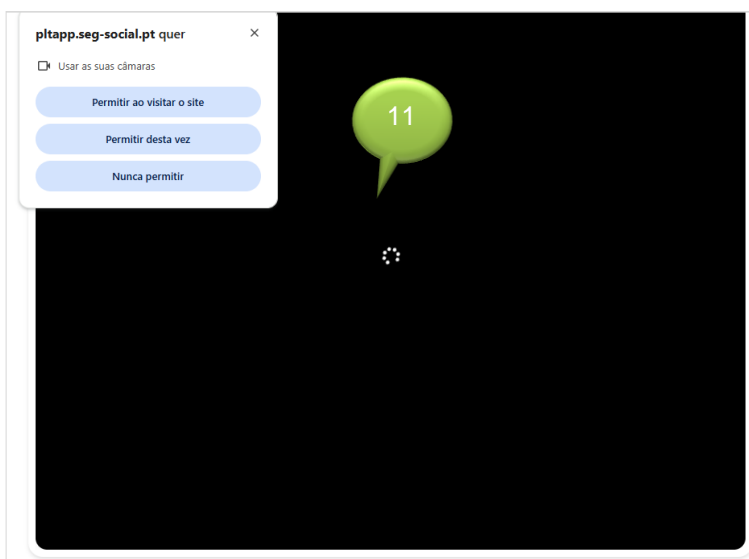 pltapp.seg-social.pt quer
Usar as suas câmaras
Permitir ao visitar o site
Permitir desta vez
Nunca permitir
11